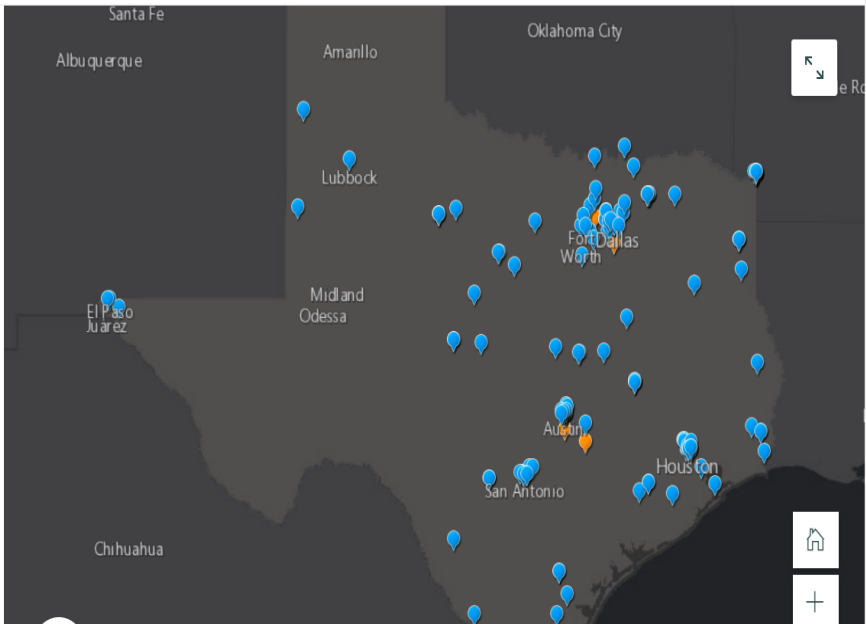 Santa Fe
Oklahoma City
Amarillo
Albuquerque
e Ro
Lubbock
Fort
Dallas
Worth
Midland
El Paso
Odessa
Juarez
Austin
Houston
San Antonio
Chihuahua